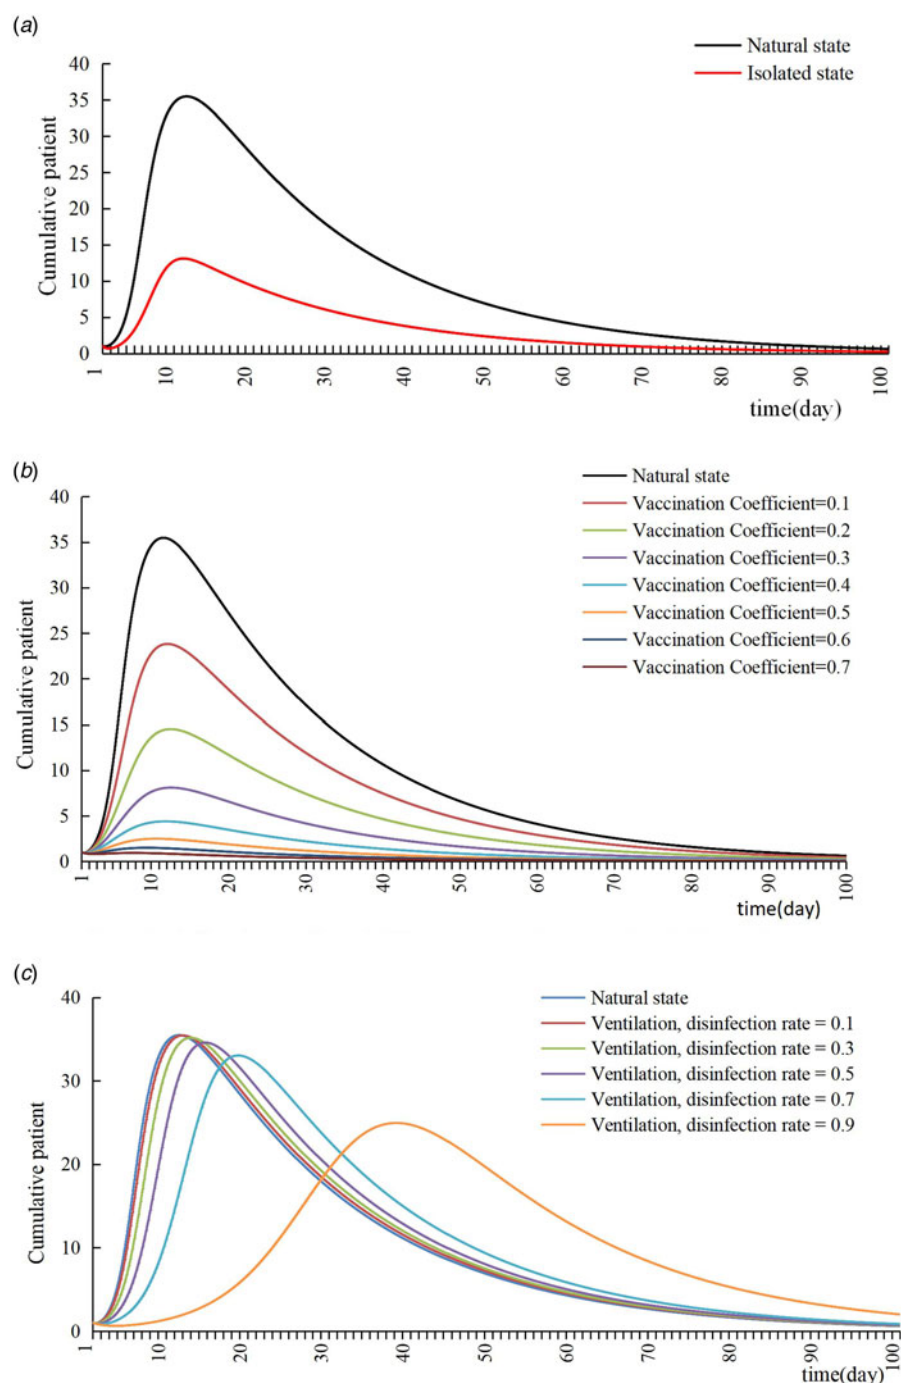 (a)
Natural state
Isolated state
40
35
30
25
20
15
10
5
0
Cumulative patient
1 10 20 30 40 50 60 70 80 90 100
time(day)
(b)
Natural state
Vaccination Coefficient=0.1
Vaccination Coefficient=0.2
Vaccination Coefficient=0.3
Vaccination Coefficient=0.4
Vaccination Coefficient=0.5
Vaccination Coefficient=0.6
Vaccination Coefficient=0.7
40
35
30
25
20
15
10
5
0
Cumulative patient
1 10 20 30 40 50 60 70 80 90 100
time(day)
(c)
Natural state
Ventilation, disinfection rate = 0.1
Ventilation, disinfection rate = 0.3
Ventilation, disinfection rate = 0.5
Ventilation, disinfection rate = 0.7
Ventilation, disinfection rate = 0.9
40
30
20
10
0
Cumulative patient
1 10 20 30 40 50 60 70 80 90 100
time(day)